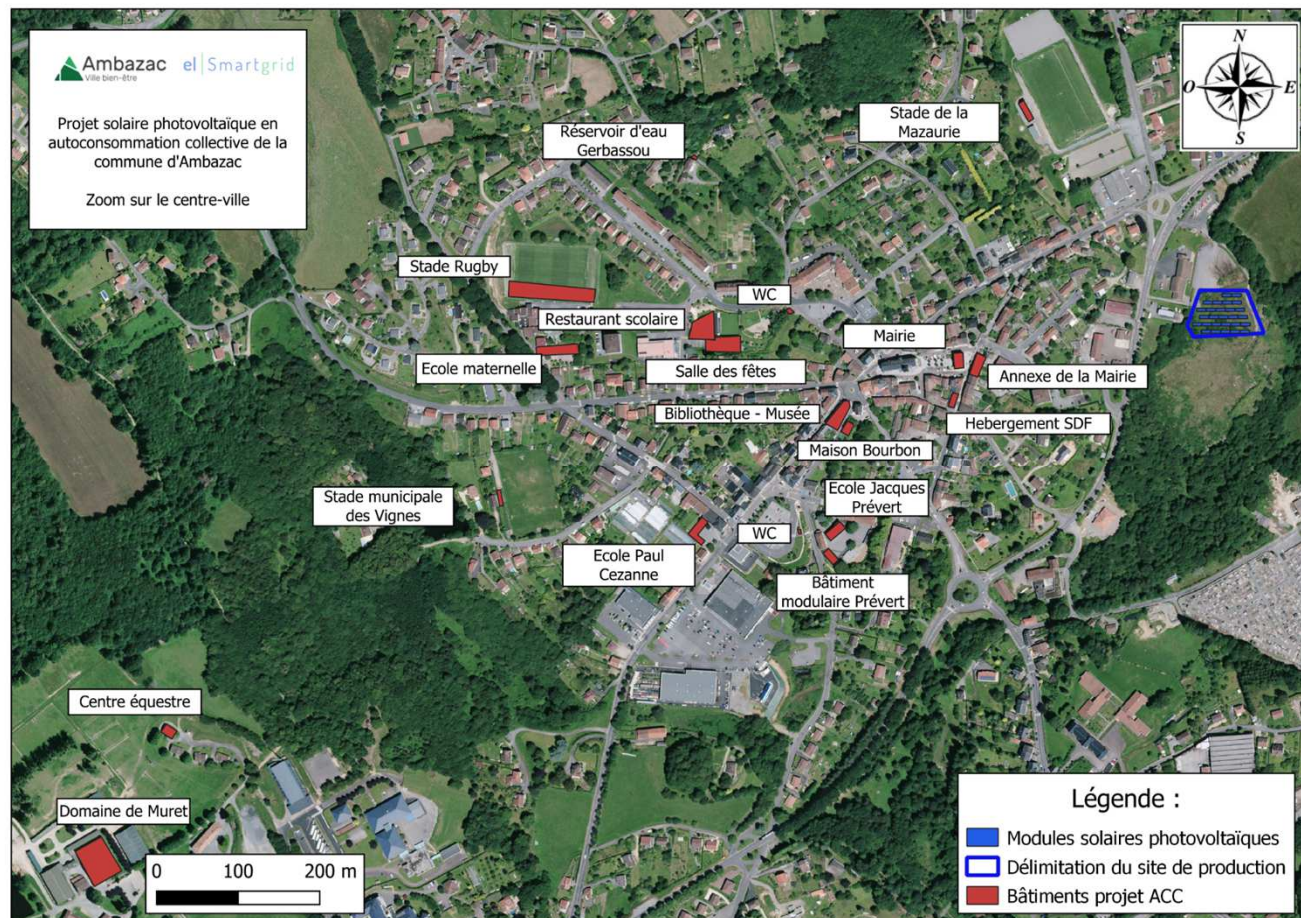 Ambazac
Ville bien-être
el|Smartgrid
Projet solaire photovoltaïque en
autoconsommation collective de la
commune d'Ambazac
Zoom sur le centre-ville
N
O
E
S
Réservoir d'eau
Gerbassou
Stade de la
Mazaurie
Stade Rugby
WC
Restaurant scolaire
Mairie
Ecole maternelle
Salle des fêtes
Annexe de la Mairie
Bibliothèque - Musée
Hebergement SDF
Maison Bourbon
Stade municipale
des Vignes
Ecole Jacques
Prévert
WC
Ecole Paul
Cezanne
Bâtiment
modulaire Prévert
Centre équestre
Domaine de Muret
0 100 200 m
Légende :
Modules solaires photovoltaïques
Délimitation du site de production
Bâtiments projet ACC